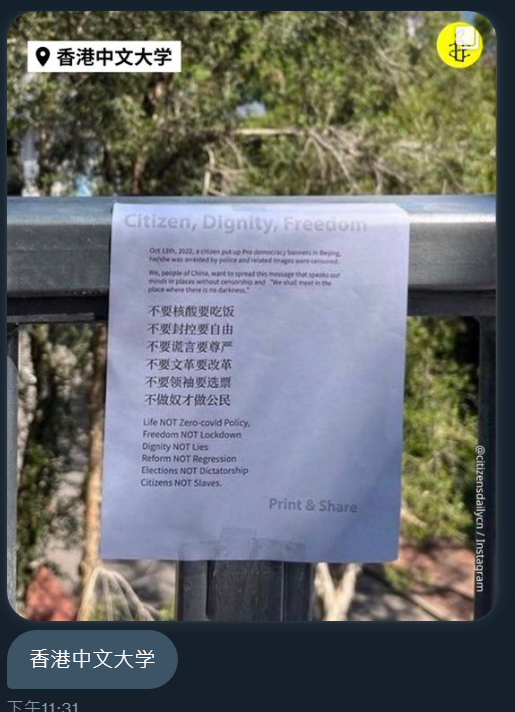 香港中文大学
Citizen, Dignity, Freedom
Oct 13th, 2022, a citizen put up Pro democracy banners in Beijing,
he/she was arrested by police and related images were censored.
We, people of China, want to spread this message that speaks our
minds in places without censorship and "We shall meet in the
place where there is no darkness."
不要核酸要吃饭
不要封控要自由
不要谎言要尊严
不要文革要改革
不要领袖要选票
不做奴才做公民
Life NOT Zero-covid Policy,
Freedom NOT Lockdown
Dignity NOT Lies
Reform NOT Regression
Elections NOT Dictatorship
Citizens NOT Slaves.
Print & Share
@citizensdailycn / Instagram
香港中文大学
下午11:31